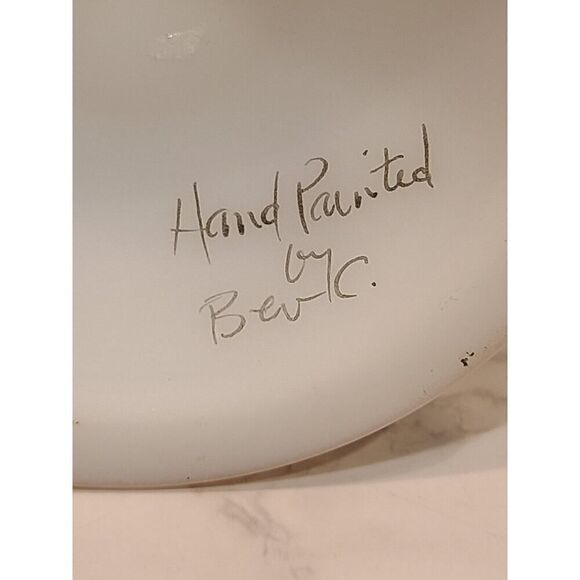 Hand Painted
by
Bev C.